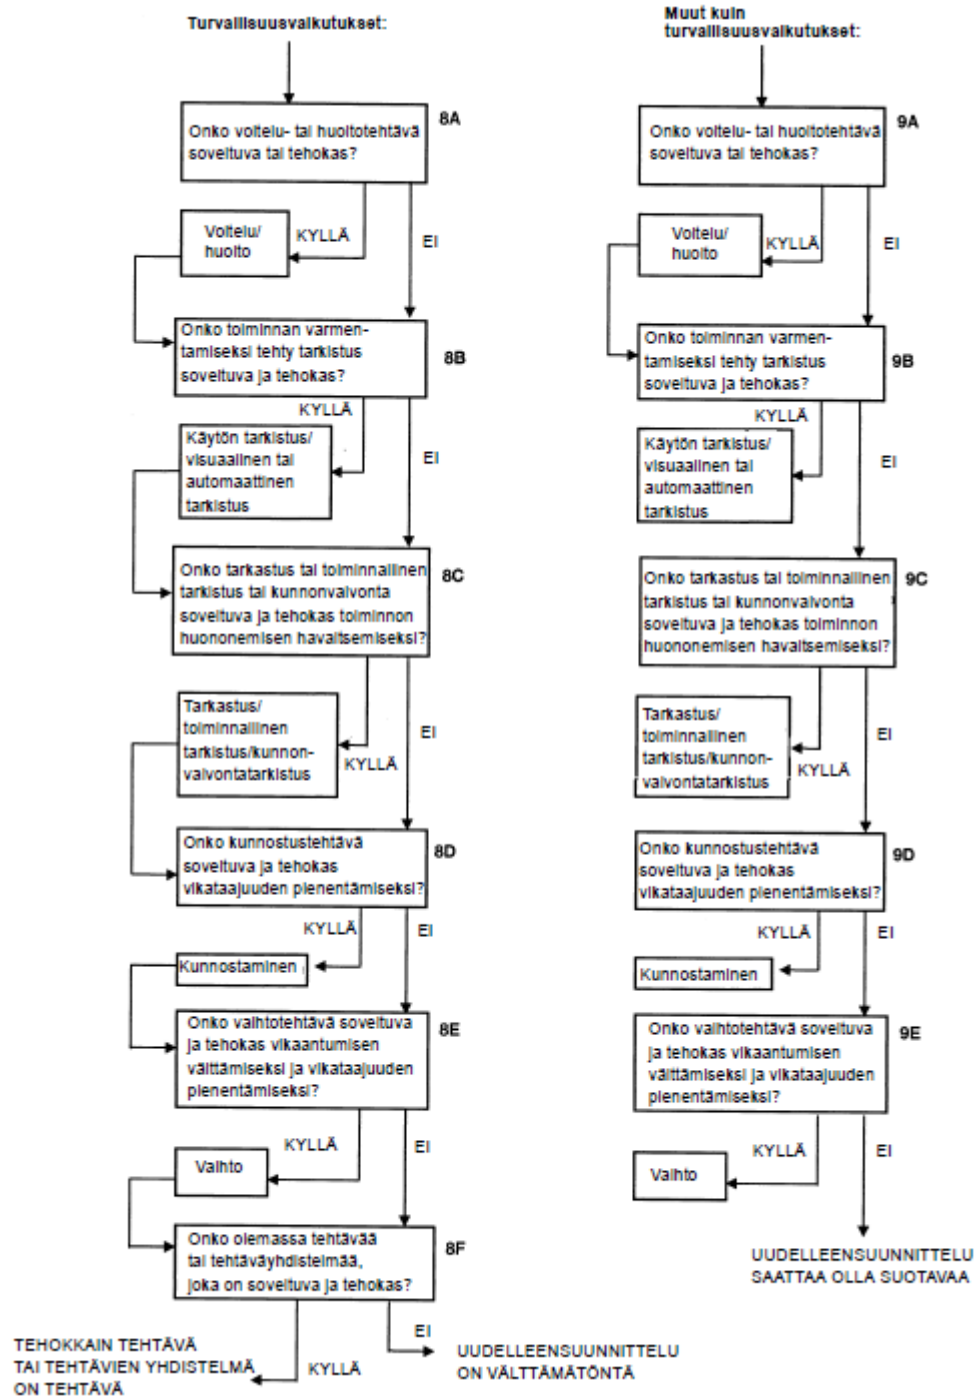 Turvallisuusvaikutukset:
8A
Onko voitelu- tai huoltotehtävä
soveltuva tai tehokas?
Voitelu/
huolto
KYLLÄ
EI
Onko toiminnan varmen-
tamiseksi tehty tarkistus
soveltuva ja tehokas?
8B
KYLLÄ
Käytön tarkistus/
visuaalinen tai
automaattinen
tarkistus
EI
Onko tarkastus tai toiminnallinen
tarkistus tai kunnonvalvonta
soveltuva ja tehokas toiminnon
huononemisen havaitsemiseksi?
8C
Tarkastus/
toiminnallinen
tarkistus/kunnon-
valvontatarkistus
KYLLÄ
EI
Onko kunnostustehtävä
soveltuva ja tehokas
vikataajuuden pienentämiseksi?
8D
KYLLÄ
EI
Kunnostaminen
Onko vaihtotehtävä soveltuva
ja tehokas vikaantumisen
välttämiseksi ja vikataajuuden
pienentämiseksi?
8E
KYLLÄ
EI
Vaihto
Onko olemassa tehtävää
tai tehtäväyhdistelmää,
joka on soveltuva ja tehokas?
8F
TEHOKKAIN TEHTÄVÄ
TAI TEHTÄVIEN YHDISTELMÄ
ON TEHTÄVÄ
KYLLÄ
EI
UUDELLEENSUUNNITTELU
ON VÄLTTÄMÄTÖNTÄ
Muut kuin
turvallisuusvaikutukset:
9A
Onko voitelu- tai huoltotehtävä
soveltuva tai tehokas?
Voitelu/
huolto
KYLLÄ
EI
Onko toiminnan varmen-
tamiseksi tehty tarkistus
soveltuva ja tehokas?
9B
KYLLÄ
Käytön tarkistus/
visuaalinen tai
automaattinen
tarkistus
EI
Onko tarkastus tai toiminnallinen
tarkistus tai kunnonvalvonta
soveltuva ja tehokas toiminnon
huononemisen havaitsemiseksi?
9C
Tarkastus/
toiminnallinen
tarkistus/kunnon-
valvontatarkistus
KYLLÄ
EI
Onko kunnostustehtävä
soveltuva ja tehokas
vikataajuuden pienentämiseksi?
9D
KYLLÄ
EI
Kunnostaminen
Onko vaihtotehtävä soveltuva
ja tehokas vikaantumisen
välttämiseksi ja vikataajuuden
pienentämiseksi?
9E
KYLLÄ
EI
Vaihto
UUDELLEENSUUNNITTELU
SAATTAA OLLA SUOTAVAA